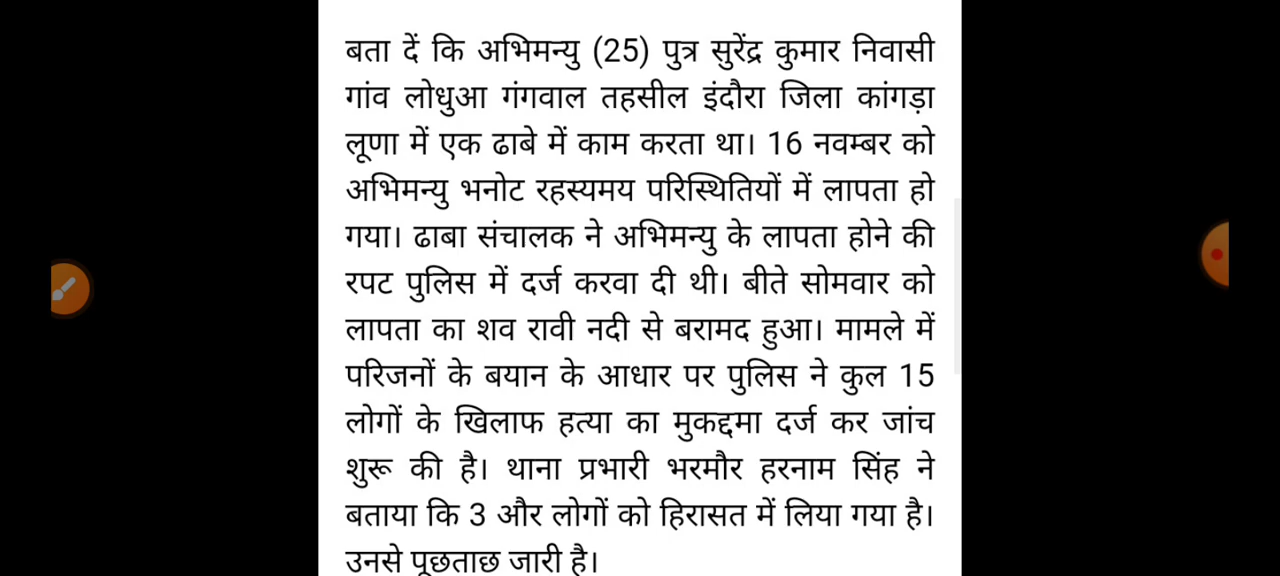 बता दें कि अभिमन्यु (25) पुत्र सुरेंद्र कुमार निवासी
गांव लोधुआ गंगवाल तहसील इंदौरा जिला कांगड़ा
लूणा में एक ढाबे में काम करता था। 16 नवम्बर को
अभिमन्यु भनोट रहस्यमय परिस्थितियों में लापता हो
गया। ढाबा संचालक ने अभिमन्यु के लापता होने की
रपट पुलिस में दर्ज करवा दी थी। बीते सोमवार को
लापता का शव रावी नदी से बरामद हुआ। मामले में
परिजनों के बयान के आधार पर पुलिस ने कुल 15
लोगों के खिलाफ हत्या का मुकद्दमा दर्ज कर जांच
शुरू की है। थाना प्रभारी भरमौर हरनाम सिंह ने
बताया कि 3 और लोगों को हिरासत में लिया गया है।
उनसे पूछताछ जारी है।